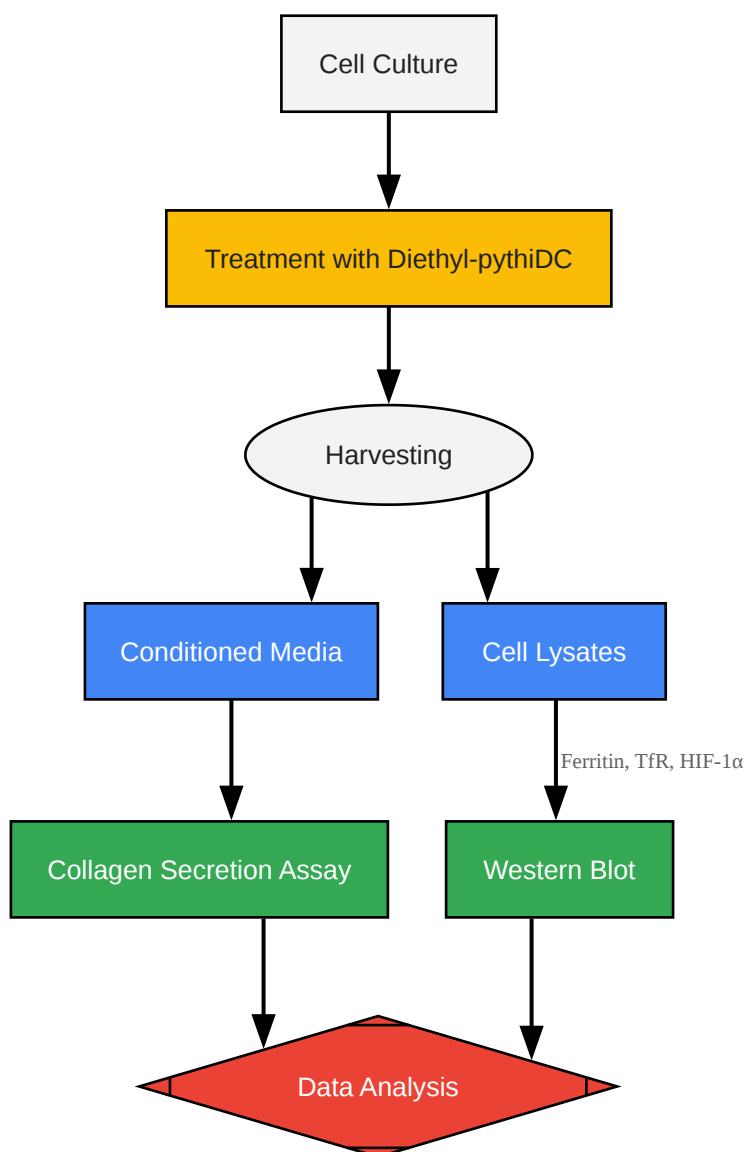 Cell Culture
Treatment with Diethyl-pythiDC
Harvesting
Conditioned Media
Cell Lysates
Ferritin, TfR, HIF-1α
Collagen Secretion Assay
Western Blot
Data Analysis